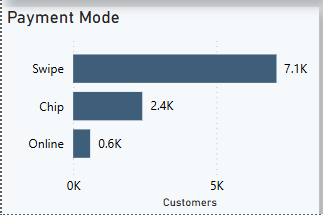 Payment Mode
Swipe 7.1K
Chip 2.4K
Online 0.6K
0K 5K
Customers